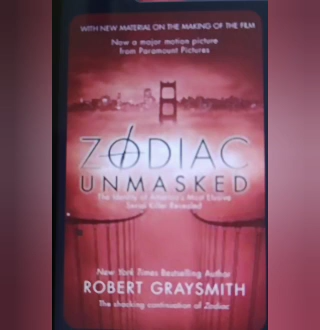 WITH NEW MATERIAL ON THE MAKING OF THE FILM
Now a major motion picture
from Paramount Pictures
ZODIAC
UNMASKED
The Identity of America's Most Elusive
Serial Killer Revealed
New York Times Bestselling Author
ROBERT GRAYSMITH
The shocking continuation of Zodiac